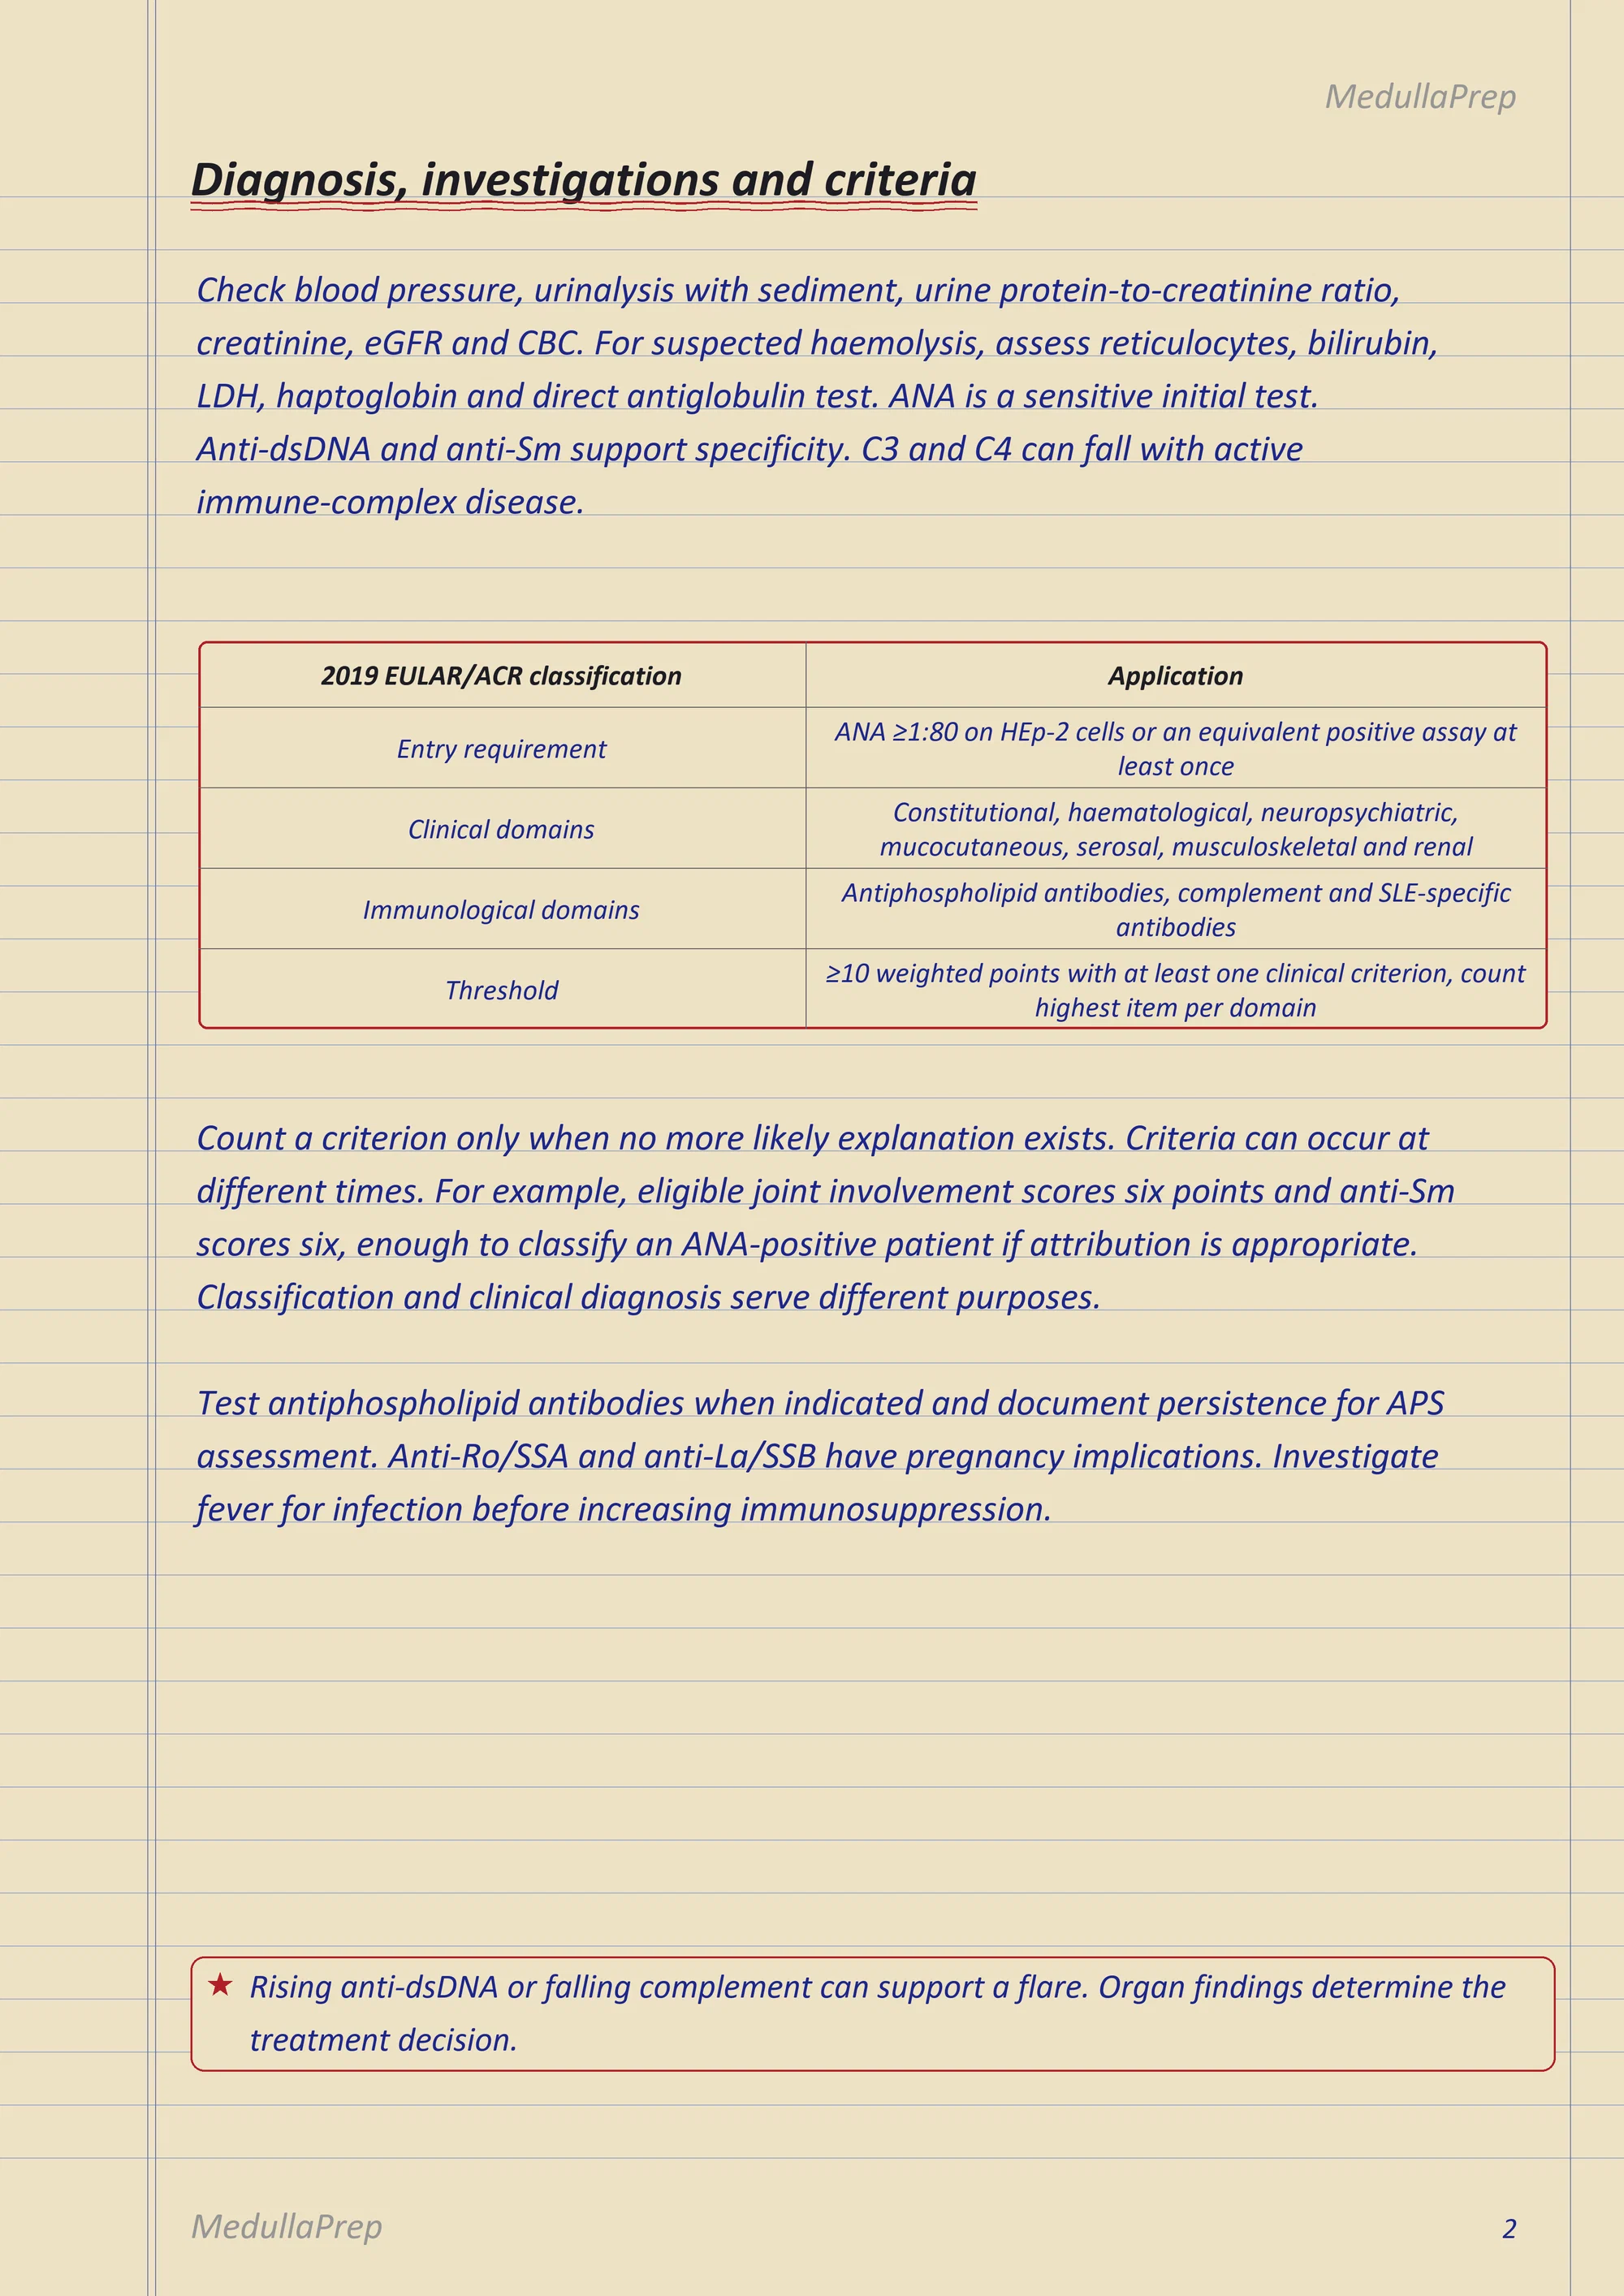 MedullaPrep
Diagnosis, investigations and criteria
Check blood pressure, urinalysis with sediment, urine protein-to-creatinine ratio,
creatinine, eGFR and CBC. For suspected haemolysis, assess reticulocytes, bilirubin,
LDH, haptoglobin and direct antiglobulin test. ANA is a sensitive initial test.
Anti-dsDNA and anti-Sm support specificity. C3 and C4 can fall with active
immune-complex disease.
2019 EULAR/ACR classification
Application
Entry requirement
ANA ≥1:80 on HEp-2 cells or an equivalent positive assay at
least once
Clinical domains
Constitutional, haematological, neuropsychiatric,
mucocutaneous, serosal, musculoskeletal and renal
Immunological domains
Antiphospholipid antibodies, complement and SLE-specific
antibodies
Threshold
≥10 weighted points with at least one clinical criterion, count
highest item per domain
Count a criterion only when no more likely explanation exists. Criteria can occur at
different times. For example, eligible joint involvement scores six points and anti-Sm
scores six, enough to classify an ANA-positive patient if attribution is appropriate.
Classification and clinical diagnosis serve different purposes.
Test antiphospholipid antibodies when indicated and document persistence for APS
assessment. Anti-Ro/SSA and anti-La/SSB have pregnancy implications. Investigate
fever for infection before increasing immunosuppression.
★ Rising anti-dsDNA or falling complement can support a flare. Organ findings determine the
treatment decision.
MedullaPrep
2